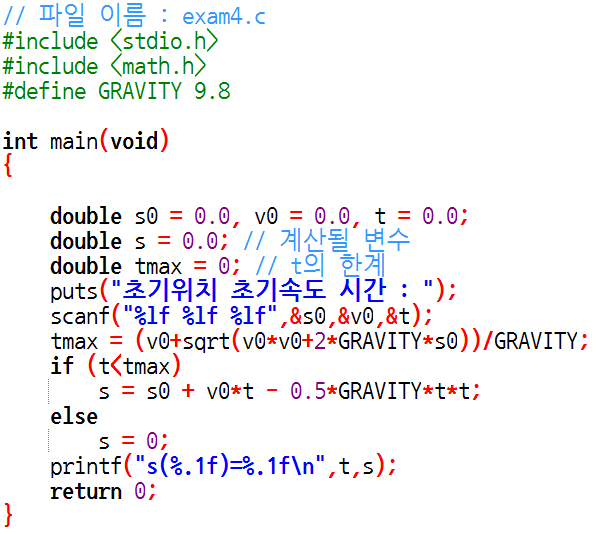 // 파일 이름 : exam4.c
#include <stdio.h>
#include <math.h>
#define GRAVITY 9.8
int main(void)
{
double s0 = 0.0, v0 = 0.0, t = 0.0;
double s = 0.0; // 계산될 변수
double tmax = 0; // t의 한계
puts("초기위치 초기속도 시간 : ");
scanf("%lf %lf %lf",&s0,&v0,&t);
tmax = (v0+sqrt(v0*v0+2*GRAVITY*s0))/GRAVITY;
if (t<tmax)
s = s0 + v0*t - 0.5*GRAVITY*t*t;
else
s = 0;
printf("s(%.1f)=%.1f\n",t,s);
return 0;
}